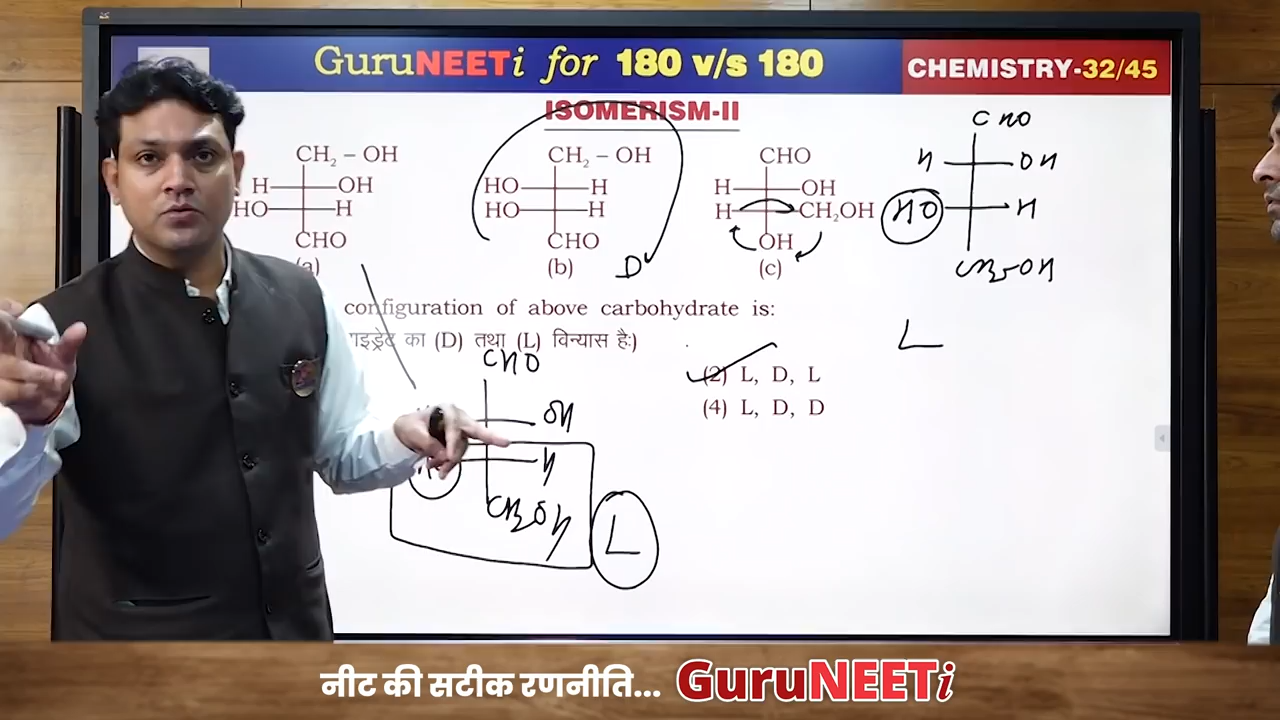 GuruNEETi for 180 v/s 180
CHEMISTRY-32/45
ISOMERISM-II
CH2 – OH
H OH
HO H
CHO
(a)
CH2 – OH
HO H
HO H
CHO
(b)
D
CHO
H OH
H CH2OH
OH
(c)
CHO
H OH
HO H
CH2-OH
L
configuration of above carbohydrate is:
का (D) तथा (L) विन्यास है:)
(2) L, D, L
(4) L, D, D
CHO
OH
H
CH2OH
L
नीट की सटीक रणनीति...
GuruNEETi